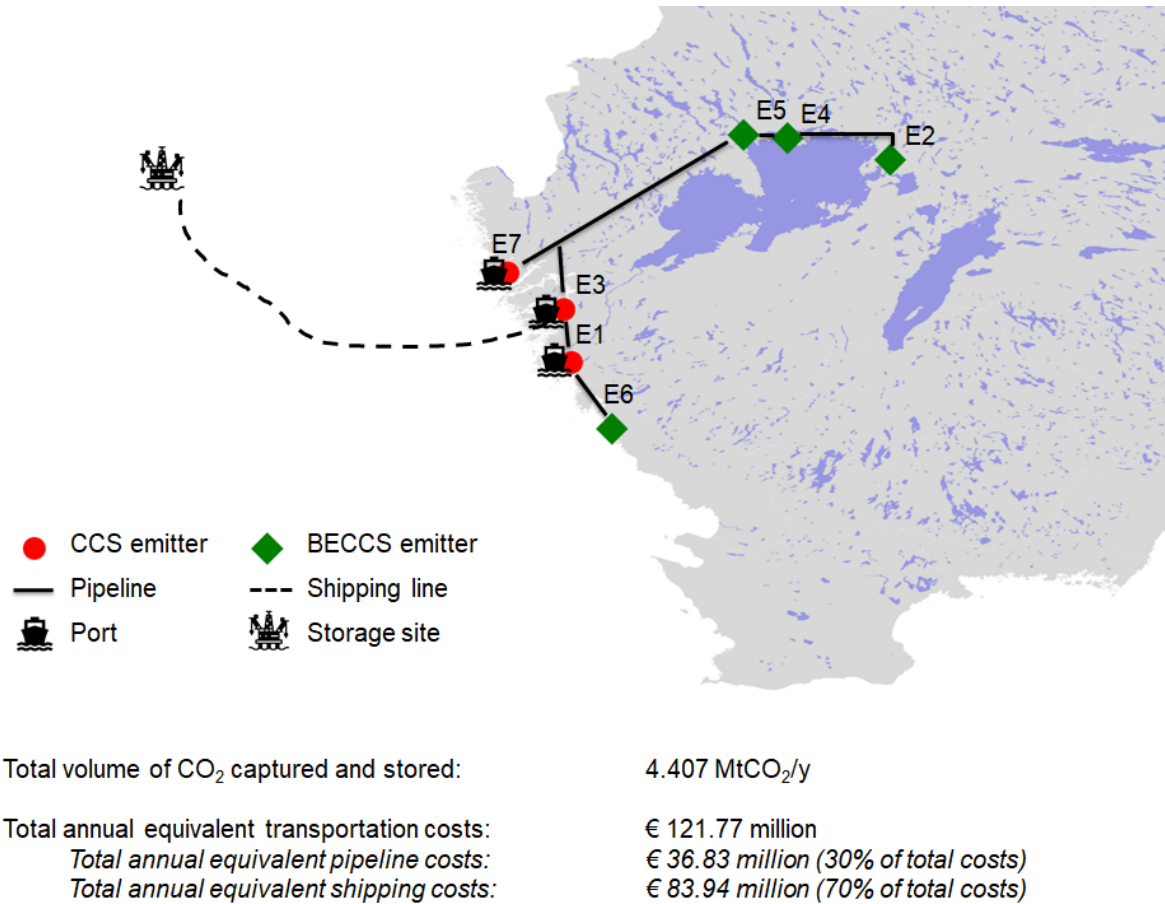 E5
E4
E2
E7
E3
E1
E6
CCS emitter
BECCS emitter
Pipeline
Shipping line
Port
Storage site
Total volume of CO₂ captured and stored: 4.407 MtCO₂/y
Total annual equivalent transportation costs: € 121.77 million
Total annual equivalent pipeline costs: € 36.83 million (30% of total costs)
Total annual equivalent shipping costs: € 83.94 million (70% of total costs)